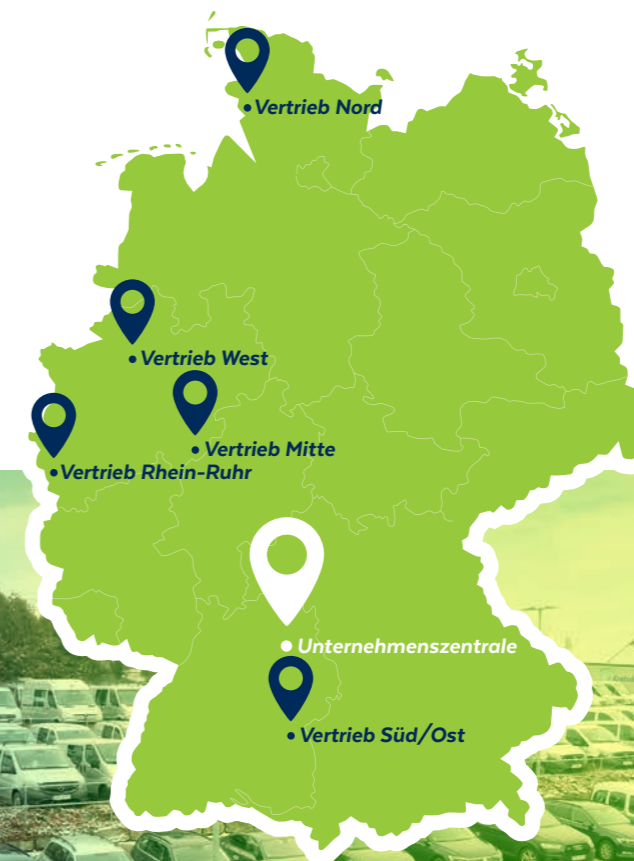 Vertrieb Nord
Vertrieb West
Vertrieb Mitte
Vertrieb Rhein-Ruhr
Unternehmenszentrale
Vertrieb Süd/Ost